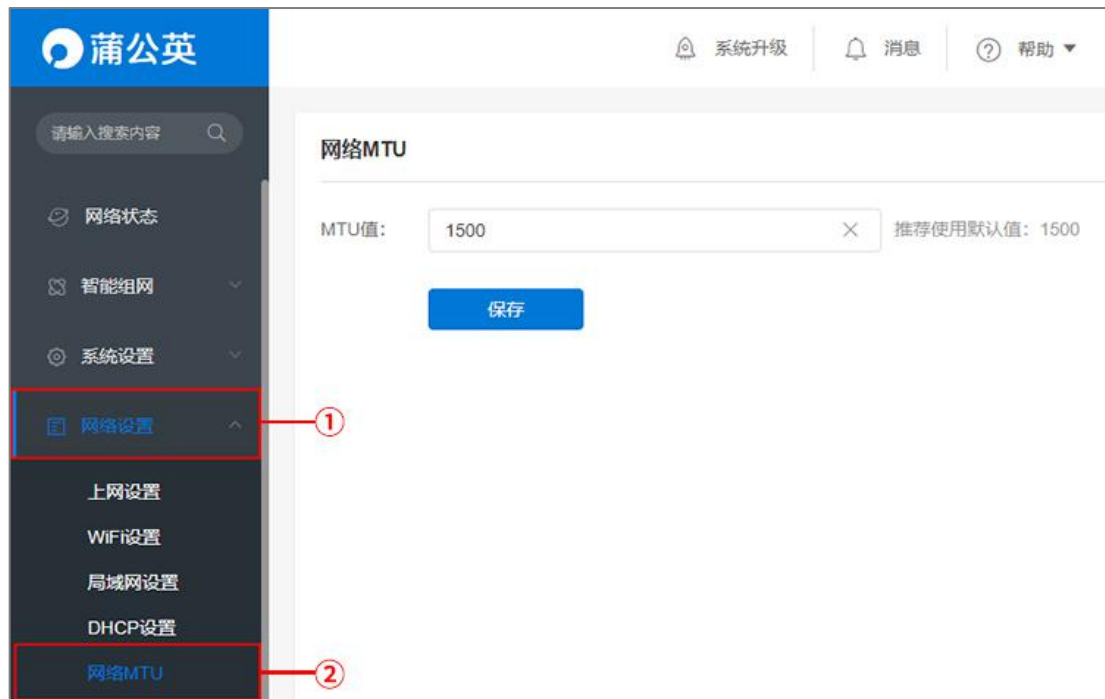 蒲公英
系统升级 消息 帮助
请输入搜索内容
网络MTU
网络状态
MTU值: 1500 推荐使用默认值: 1500
智能组网
保存
系统设置
网络设置 ①
上网设置
WiFi设置
局域网设置
DHCP设置
网络MTU ②